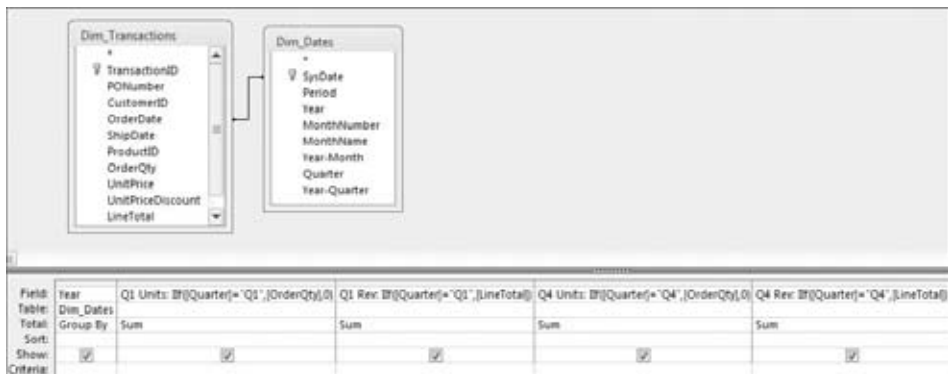 Dim_Transactions
*
TransactionID
PONumber
CustomerID
OrderDate
ShipDate
ProductID
OrderQty
UnitPrice
UnitPriceDiscount
LineTotal
Dim_Dates
*
SysDate
Period
Year
MonthNumber
MonthName
Year-Month
Quarter
Year-Quarter
Field: Year Q1 Units: IIf([Quarter]="Q1",[OrderQty],0) Q1 Rev: IIf([Quarter]="Q1",[LineTotal]) Q4 Units: IIf([Quarter]="Q4",[OrderQty],0) Q4 Rev: IIf([Quarter]="Q4",[LineTotal])
Table: Dim_Dates
Total: Group By Sum Sum Sum Sum
Sort:
Show:
Criteria: